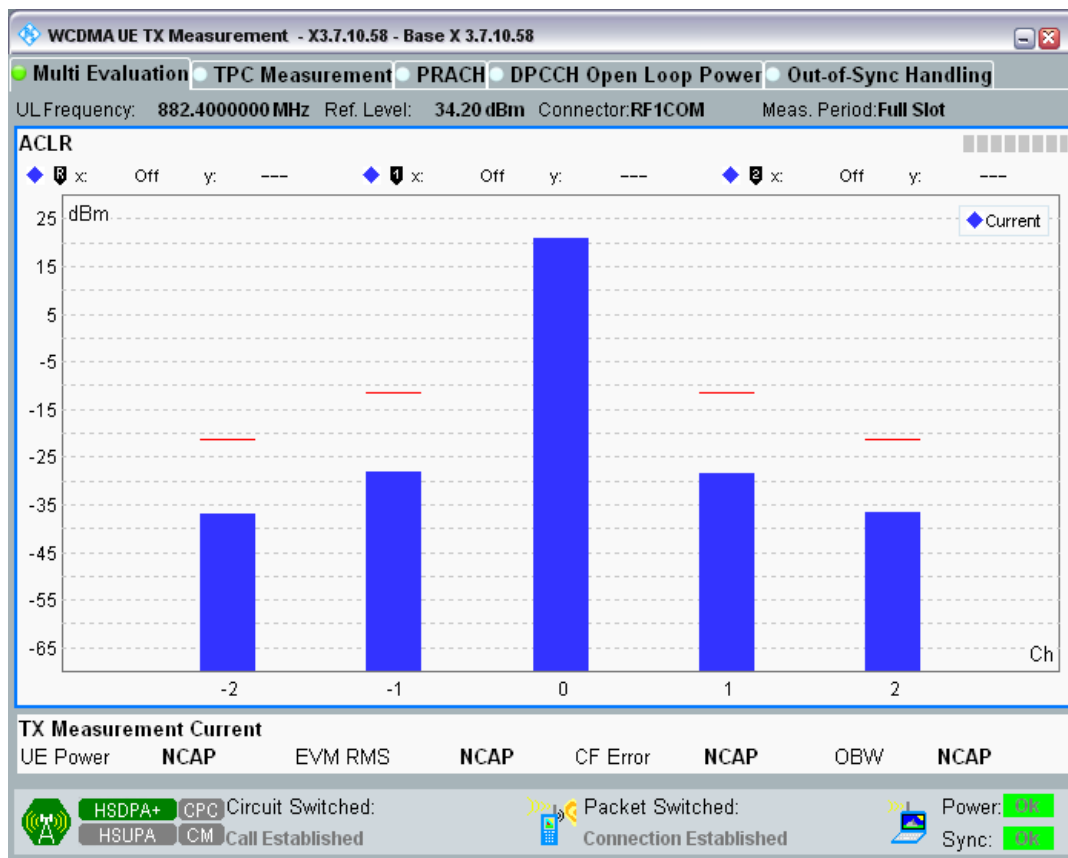 WCDMA UE TX Measurement - X3.7.10.58 - Base X 3.7.10.58
Multi Evaluation TPC Measurement PRACH DPCCH Open Loop Power Out-of-Sync Handling
UL Frequency: 882.4000000 MHz Ref. Level: 34.20 dBm Connector:RF1COM Meas. Period:Full Slot
ACLR
R x: Off y: --- 1 x: Off y: --- 2 x: Off y: ---
dBm
Current
25
15
5
-5
-15
-25
-35
-45
-55
-65
Ch
-2 -1 0 1 2
TX Measurement Current
UE Power NCAP EVM RMS NCAP CF Error NCAP OBW NCAP
HSDPA+ CPC Circuit Switched: Packet Switched: Power: OK
HSUPA CM Call Established Connection Established Sync: OK